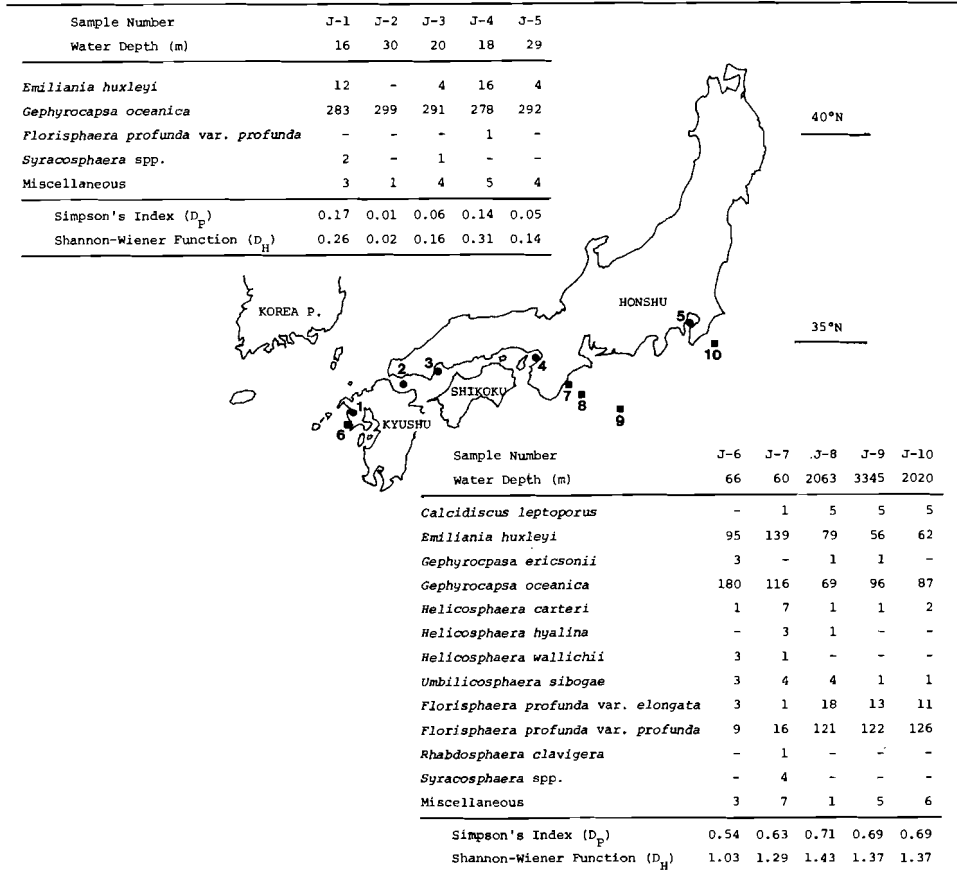 Sample Number J-1 J-2 J-3 J-4 J-5
Water Depth (m) 16 30 20 18 29
Emiliania huxleyi 12 - 4 16 4
Gephyrocapsa oceanica 283 299 291 278 292
Florisphaera profunda var. profunda - - - 1 -
Syracosphaera spp. 2 - 1 - -
Miscellaneous 3 1 4 5 4
Simpson's Index (D_P) 0.17 0.01 0.06 0.14 0.05
Shannon-Wiener Function (D_H) 0.26 0.02 0.16 0.31 0.14
40°N
KOREA P.
HONSHU
35°N
5
10
4
3
2
SHIKOKU
7
8
9
1
6
KYUSHU
Sample Number J-6 J-7 J-8 J-9 J-10
Water Depth (m) 66 60 2063 3345 2020
Calcidiscus leptoporus - 1 5 5 5
Emiliania huxleyi 95 139 79 56 62
Gephyrocpasa ericsonii 3 - 1 1 -
Gephyrocapsa oceanica 180 116 69 96 87
Helicosphaera carteri 1 7 1 1 2
Helicosphaera hyalina - 3 1 - -
Helicosphaera wallichii 3 1 - - -
Umbilicosphaera sibogae 3 4 4 1 1
Florisphaera profunda var. elongata 3 1 18 13 11
Florisphaera profunda var. profunda 9 16 121 122 126
Rhabdosphaera clavigera - 1 - - -
Syracosphaera spp. - 4 - - -
Miscellaneous 3 7 1 5 6
Simpson's Index (D_P) 0.54 0.63 0.71 0.69 0.69
Shannon-Wiener Function (D_H) 1.03 1.29 1.43 1.37 1.37